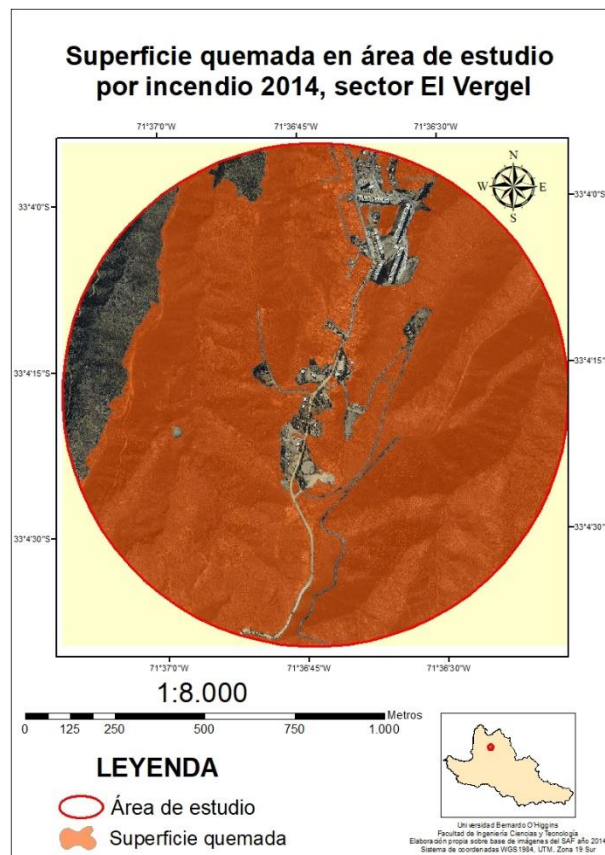 Superficie quemada en área de estudio
por incendio 2014, sector El Vergel
71°37'0"W 71°36'45"W 71°36'30"W
N
W E
S
33°4'0"S 33°4'0"S
33°4'15"S 33°4'15"S
33°4'30"S 33°4'30"S
71°37'0"W 71°36'45"W 71°36'30"W
1:8.000
Metros
0 125 250 500 750 1.000
LEYENDA
Área de estudio
Superficie quemada
Universidad Bernardo O'Higgins
Facultad de Ingeniería Ciencias y Tecnología
Elaboración propia sobre base de imágenes del SAF año 2014
Sistema de coordenadas WGS1984, UTM, Zona 19 Sur